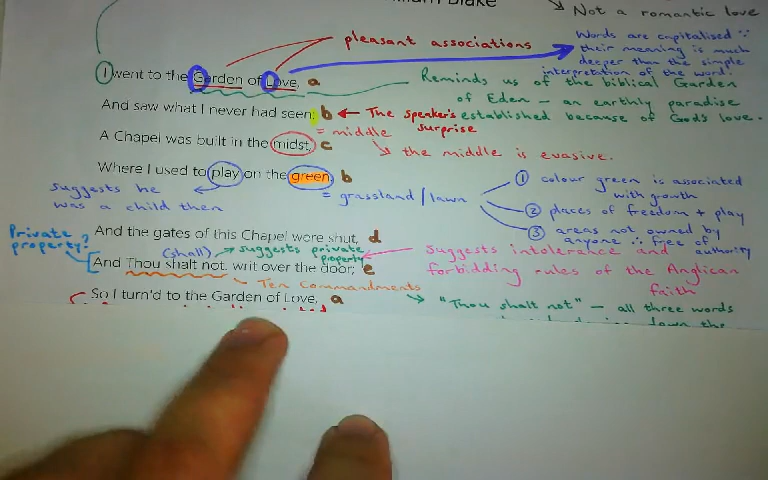 Blake
Not a romantic love
pleasant associations
Words are capitalised ∵
their meaning is much
deeper than the simple
interpretation of the word.
I went to the Garden of Love, a
Reminds us of the biblical Garden
of Eden – an earthly paradise
established because of God's love.
And saw what I never had seen: b
The speaker's
surprise
= middle
A Chapel was built in the midst, c
the middle is evasive.
Where I used to play on the green. b
suggests he
was a child then
= grassland / lawn
① colour green is associated
with growth
② places of freedom + play
③ areas not owned by
anyone ∴ free of
authority
Private
property?
And the gates of this Chapel were shut, d
(shall)
suggests private
property
Suggests intolerance and
forbidding rules of the Anglican
faith
And Thou shalt not. writ over the door; e
Ten Commandments
So I turn'd to the Garden of Love, a
"Thou shalt not" – all three words
down the